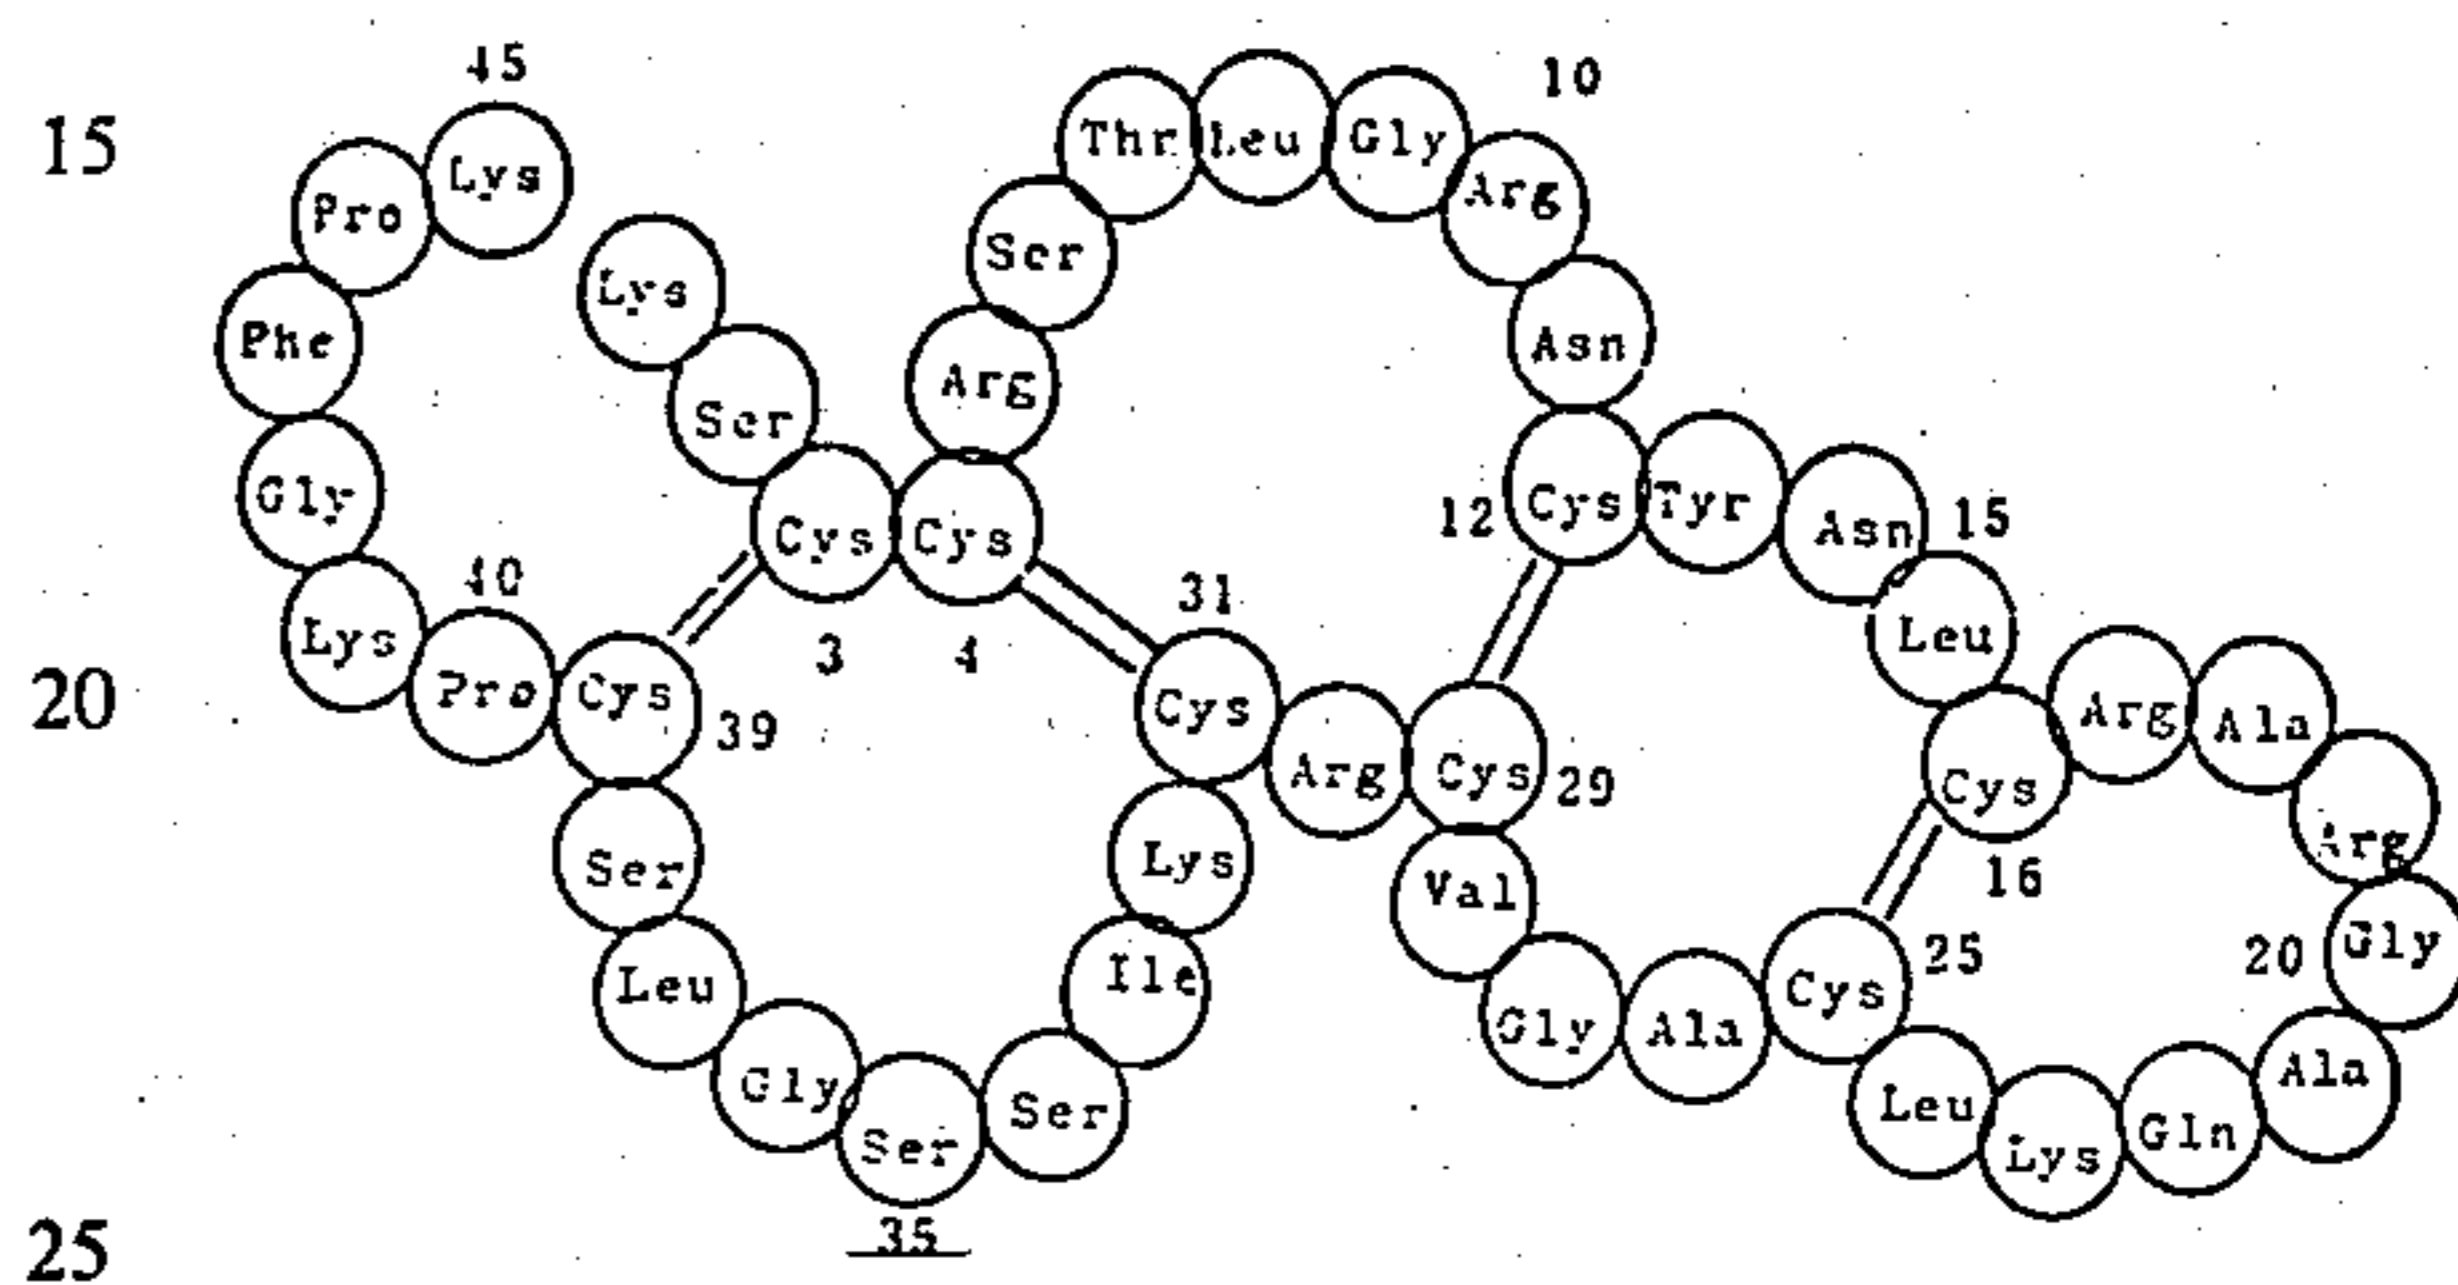 45
10
15
Thr Leu Gly
Pro Lys
Arg
Ser
Lys
Phe
Asn
Arg
Ser
Gly
Cys Cys
12 Cys Tyr Asn 15
40
31
Lys Pro Cys 39
3 4
Leu
Cys Arg Cys 29
Arg Ala
20
Cys
16
Arg
Ser
Lys
Val
Leu
Ile
Cys 25
20 Gly
Gly
Ser
Ser
Gly Ala
Leu Lys Gln Ala
35
25